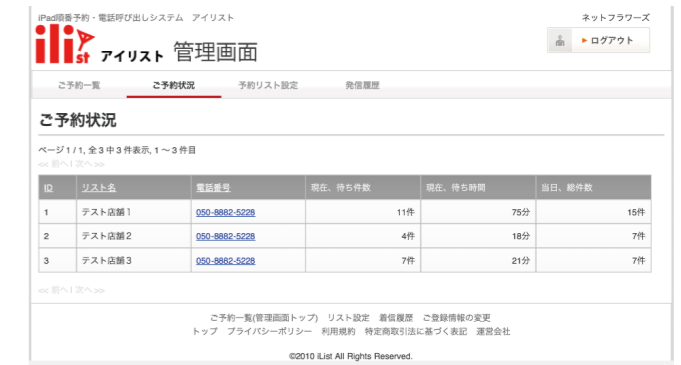 iPad順番予約・電話呼び出しシステム アイリスト
ネットフラワーズ
iList アイリスト 管理画面
ログアウト
ご予約一覧 ご予約状況 予約リスト設定 発信履歴
ご予約状況
ページ 1 / 1, 全 3 中 3 件表示, 1 ～ 3 件目
<< 前へ | 次へ >>
ID リスト名 電話番号 現在、待ち件数 現在、待ち時間 当日、総件数
1 テスト店舗1 050-8882-5228 11件 75分 15件
2 テスト店舗2 050-8882-5228 4件 18分 7件
3 テスト店舗3 050-8882-5228 7件 21分 7件
<< 前へ | 次へ >>
ご予約一覧(管理画面トップ) リスト設定 着信履歴 ご登録情報の変更
トップ プライバシーポリシー 利用規約 特定商取引法に基づく表記 運営会社
©2010 iList All Rights Reserved.